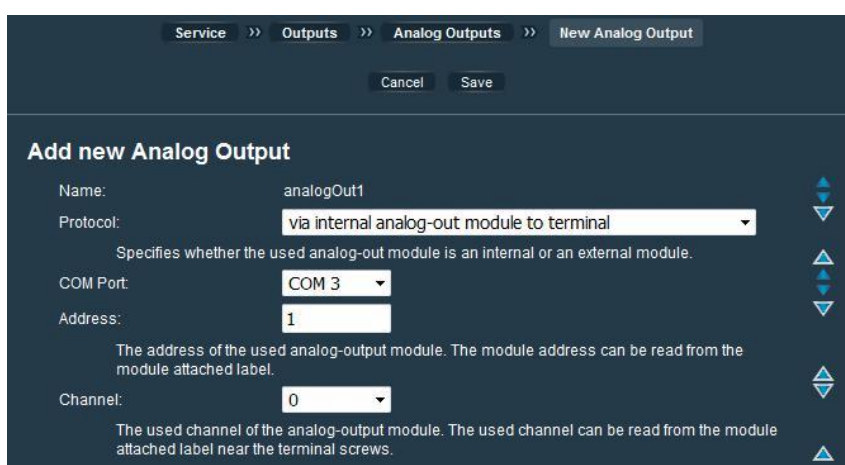 Service >> Outputs >> Analog Outputs >> New Analog Output
Cancel Save
Add new Analog Output
Name: analogOut1
Protocol: via internal analog-out module to terminal
Specifies whether the used analog-out module is an internal or an external module.
COM Port: COM 3
Address: 1
The address of the used analog-output module. The module address can be read from the
module attached label.
Channel: 0
The used channel of the analog-output module. The used channel can be read from the module
attached label near the terminal screws.